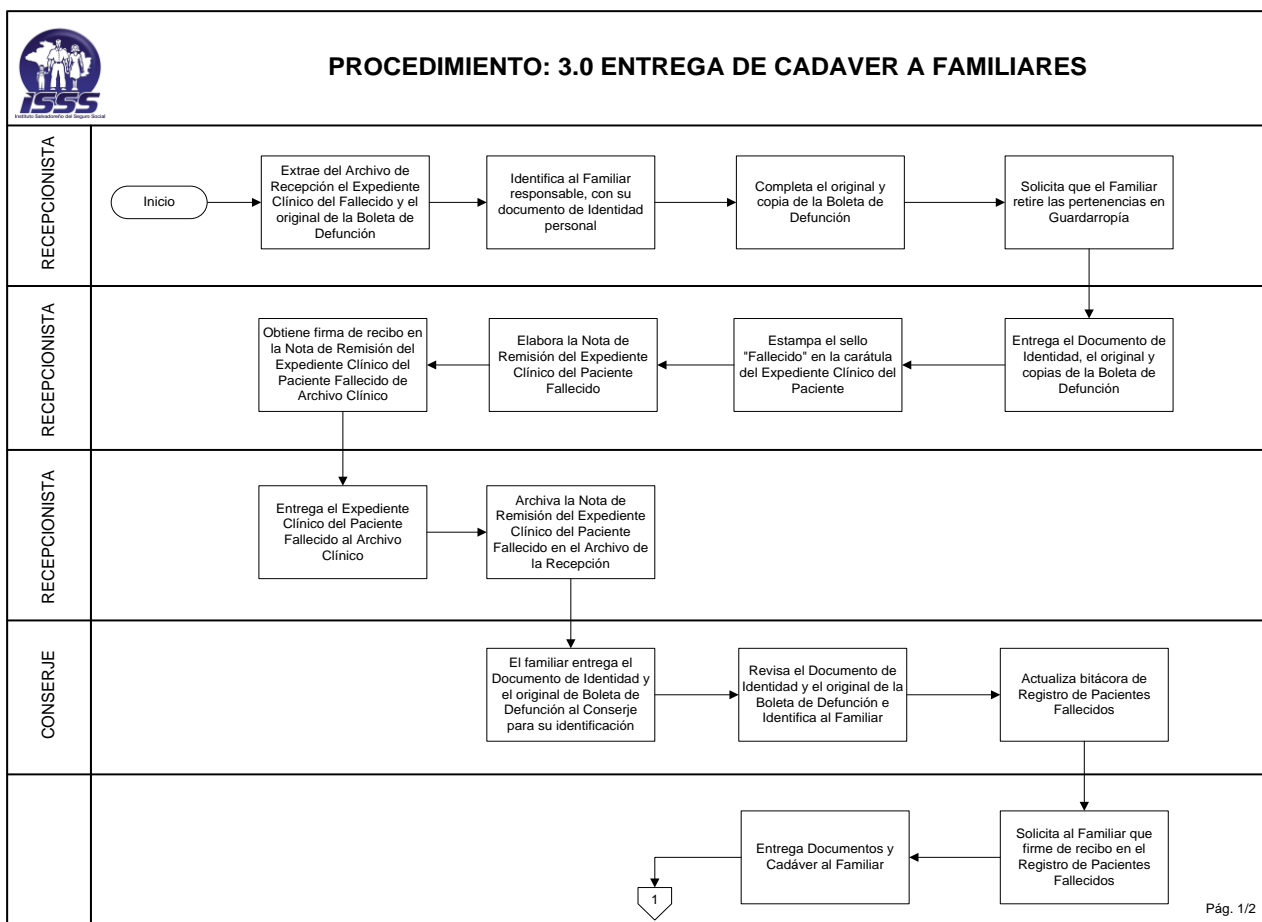 ISSS
Instituto Salvadoreño del Seguro Social
PROCEDIMIENTO: 3.0 ENTREGA DE CADAVER A FAMILIARES
RECEPCIONISTA
Inicio
Extrae del Archivo de
Recepción el Expediente
Clínico del Fallecido y el
original de la Boleta de
Defunción
Identifica al Familiar
responsable, con su
documento de Identidad
personal
Completa el original y
copia de la Boleta de
Defunción
Solicita que el Familiar
retire las pertenencias en
Guardarropía
RECEPCIONISTA
Entrega el Documento de
Identidad, el original y
copias de la Boleta de
Defunción
Estampa el sello
"Fallecido" en la carátula
del Expediente Clínico del
Paciente
Elabora la Nota de
Remisión del Expediente
Clínico del Paciente
Fallecido
Obtiene firma de recibo en
la Nota de Remisión del
Expediente Clínico del
Paciente Fallecido de
Archivo Clínico
RECEPCIONISTA
Entrega el Expediente
Clínico del Paciente
Fallecido al Archivo
Clínico
Archiva la Nota de
Remisión del Expediente
Clínico del Paciente
Fallecido en el Archivo de
la Recepción
CONSERJE
El familiar entrega el
Documento de Identidad y
el original de Boleta de
Defunción al Conserje
para su identificación
Revisa el Documento de
Identidad y el original de la
Boleta de Defunción e
Identifica al Familiar
Actualiza bitácora de
Registro de Pacientes
Fallecidos
Solicita al Familiar que
firme de recibo en el
Registro de Pacientes
Fallecidos
Entrega Documentos y
Cadáver al Familiar
1
Pág. 1/2